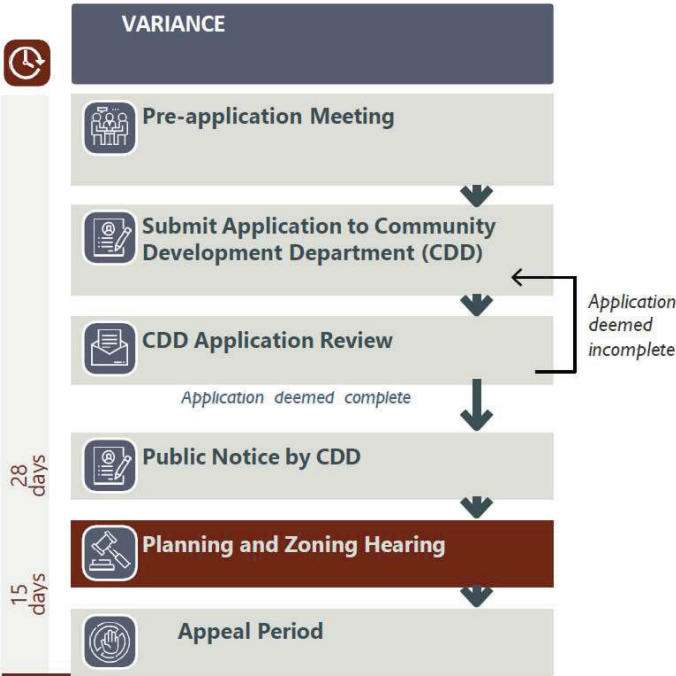 VARIANCE
Pre-application Meeting
Submit Application to Community
Development Department (CDD)
Application
deemed
incomplete
CDD Application Review
Application deemed complete
28
days
Public Notice by CDD
Planning and Zoning Hearing
15
days
Appeal Period